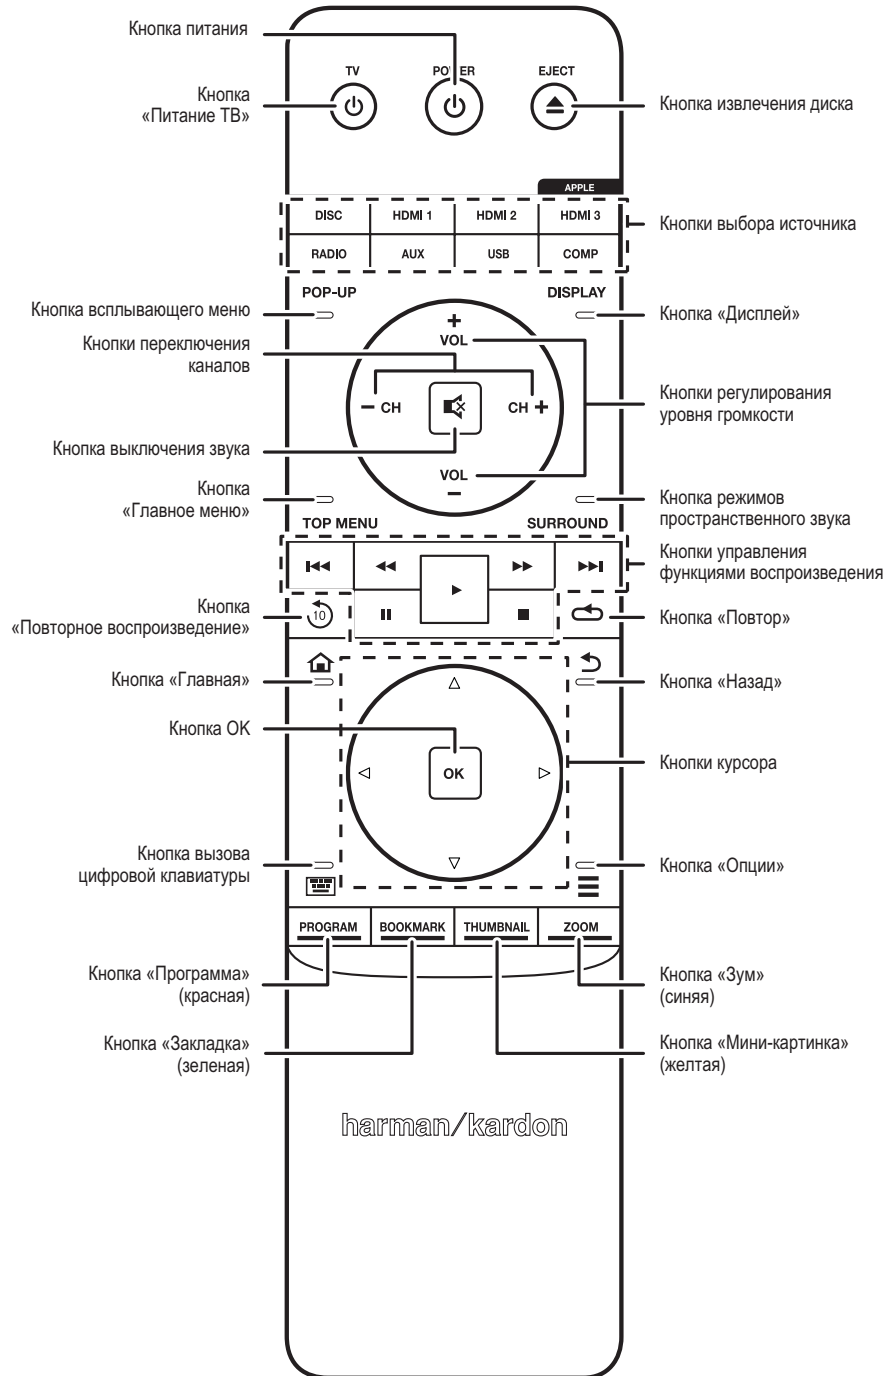 Кнопка питания
TV
POWER
EJECT
Кнопка
«Питание ТВ»
Кнопка извлечения диска
APPLE
DISC
HDMI 1
HDMI 2
HDMI 3
Кнопки выбора источника
RADIO
AUX
USB
COMP
POP-UP
DISPLAY
Кнопка всплывающего меню
Кнопка «Дисплей»
+
VOL
Кнопки переключения
каналов
– CH
CH +
Кнопки регулирования
уровня громкости
Кнопка выключения звука
VOL
–
Кнопка
«Главное меню»
Кнопка режимов
пространственного звука
TOP MENU
SURROUND
Кнопки управления
функциями воспроизведения
Кнопка
«Повторное воспроизведение»
10
Кнопка «Повтор»
Кнопка «Главная»
Кнопка «Назад»
Кнопка OK
OK
Кнопки курсора
Кнопка вызова
цифровой клавиатуры
Кнопка «Опции»
PROGRAM
BOOKMARK
THUMBNAIL
ZOOM
Кнопка «Программа»
(красная)
Кнопка «Зум»
(синяя)
Кнопка «Закладка»
(зеленая)
Кнопка «Мини-картинка»
(желтая)
harman/kardon